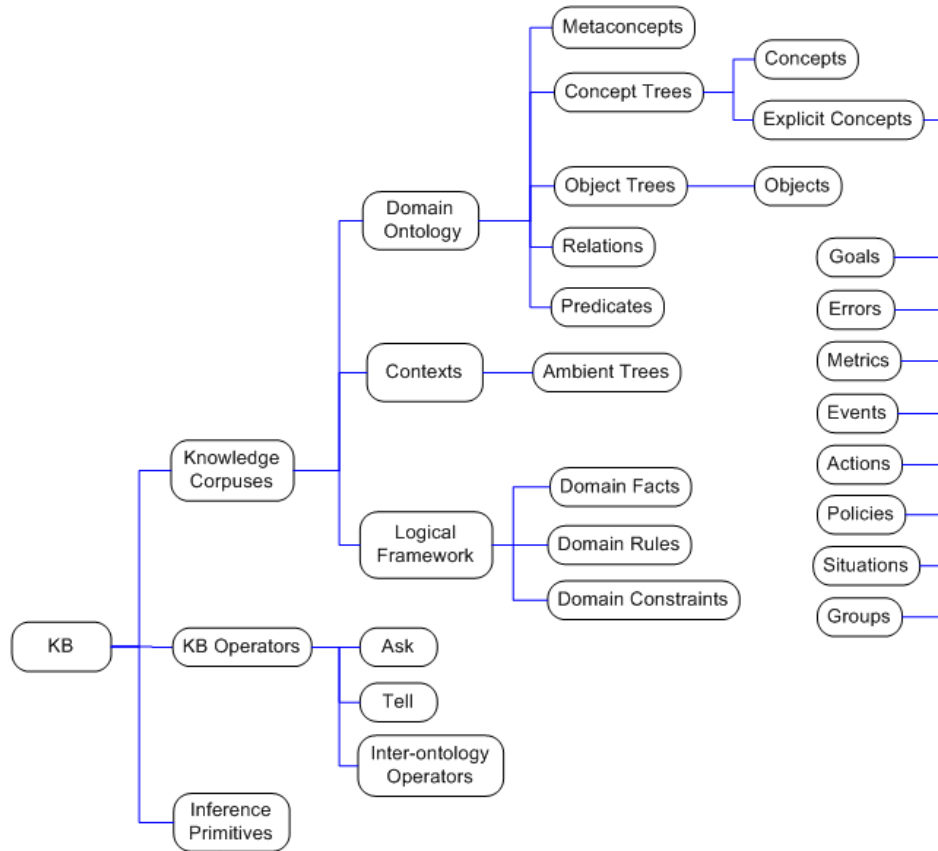 Metaconcepts
Concepts
Concept Trees
Explicit Concepts
Object Trees
Objects
Domain
Ontology
Relations
Goals
Predicates
Errors
Metrics
Contexts
Ambient Trees
Events
Knowledge
Corpuses
Actions
Domain Facts
Policies
Logical
Framework
Domain Rules
Situations
Domain Constraints
Groups
KB
KB Operators
Ask
Tell
Inter-ontology
Operators
Inference
Primitives